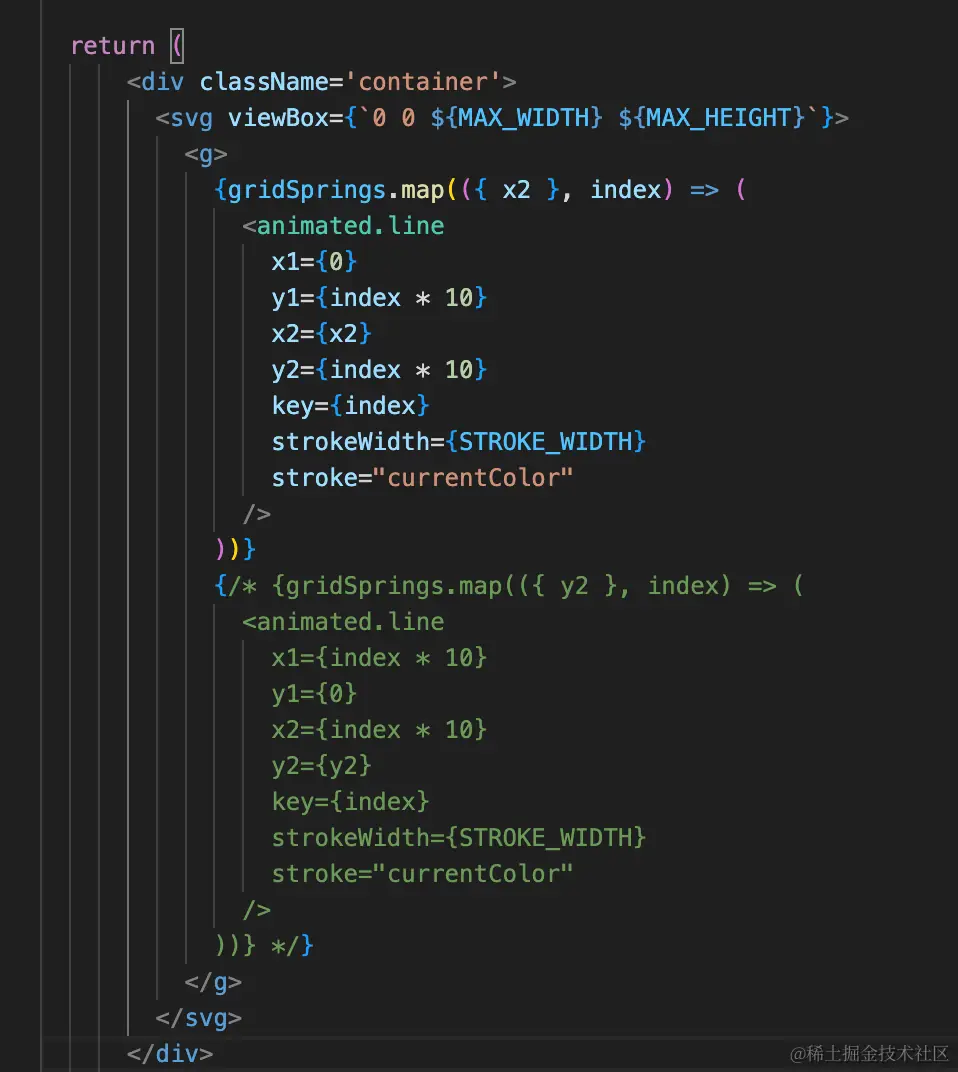 return (
<div className='container'>
<svg viewBox={`0 0 ${MAX_WIDTH} ${MAX_HEIGHT}`}>
<g>
{gridSprings.map(({ x2 }, index) => (
<animated.line
x1={0}
y1={index * 10}
x2={x2}
y2={index * 10}
key={index}
strokeWidth={STROKE_WIDTH}
stroke="currentColor"
/>
))}
{/* {gridSprings.map(({ y2 }, index) => (
<animated.line
x1={index * 10}
y1={0}
x2={index * 10}
y2={y2}
key={index}
strokeWidth={STROKE_WIDTH}
stroke="currentColor"
/>
))} */}
</g>
</svg>
</div>
@稀土掘金技术社区